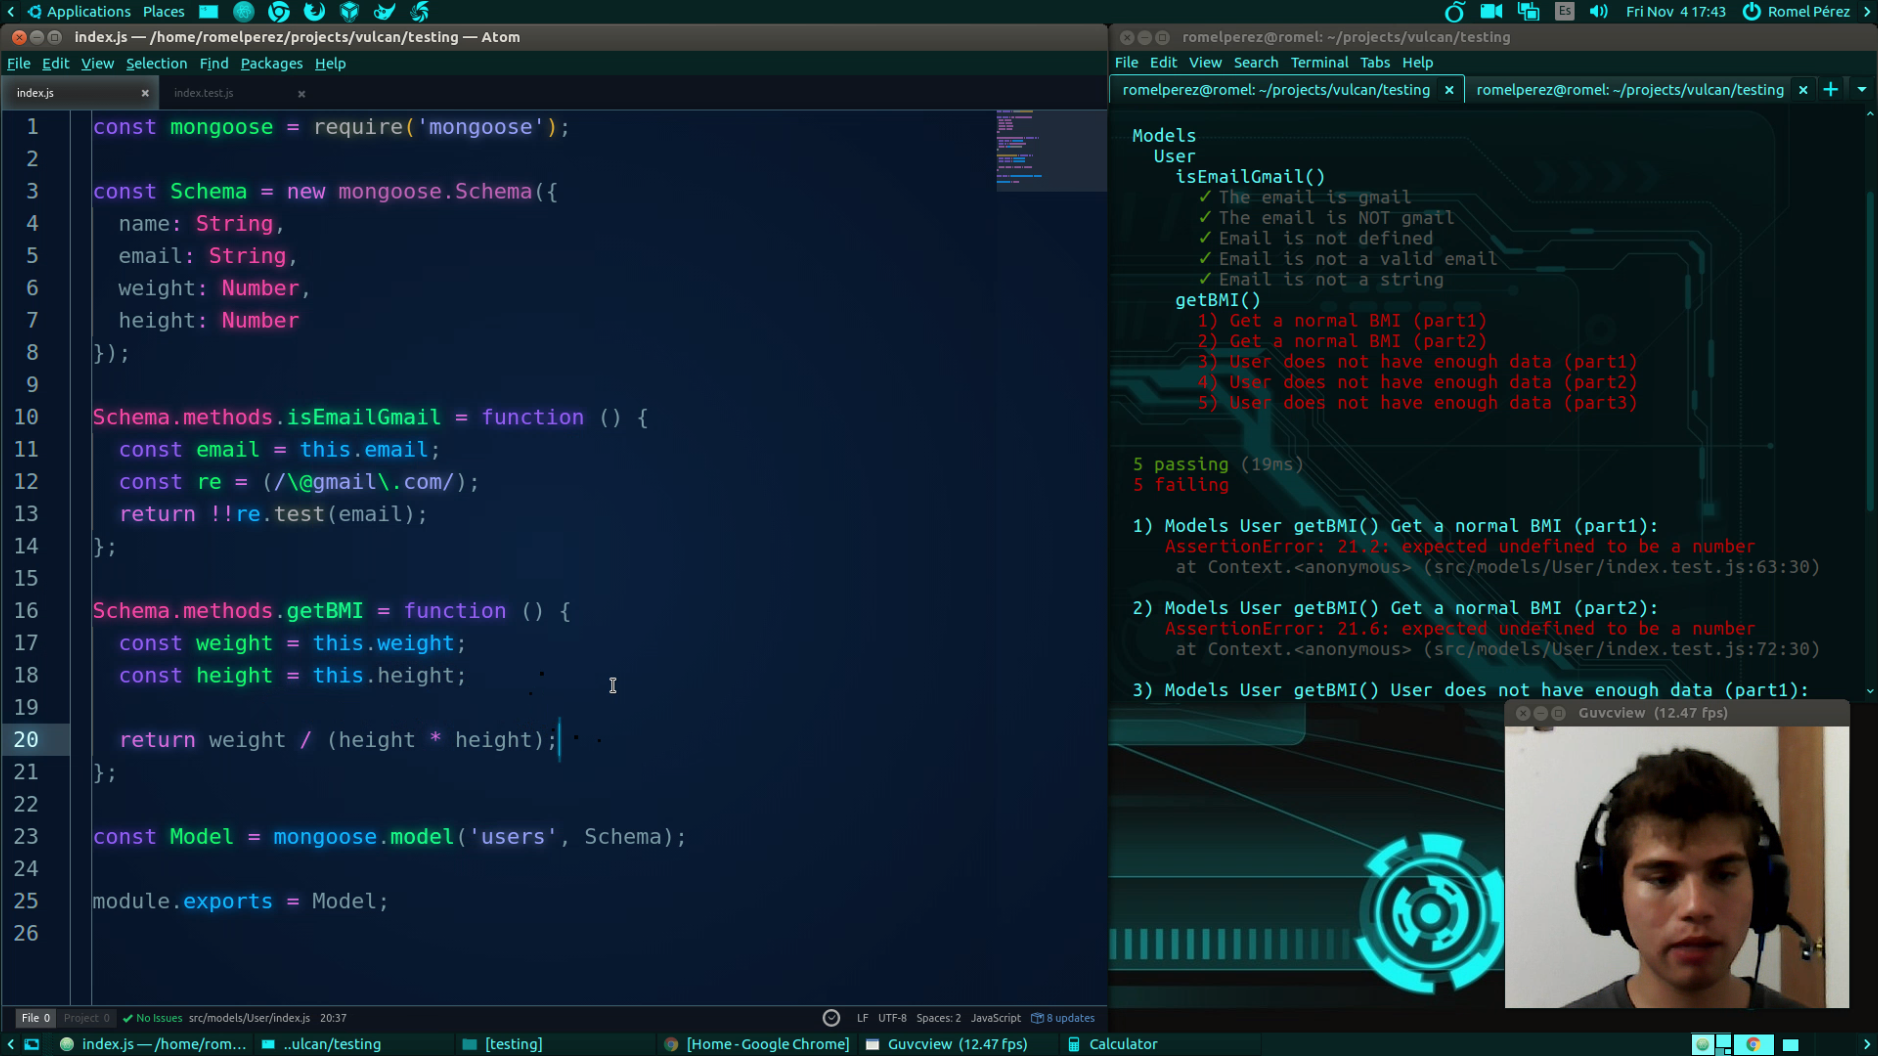 Applications Places
Es Fri Nov 4 17:43 Romel Pérez
index.js — /home/romelperez/projects/vulcan/testing — Atom
File Edit View Selection Find Packages Help
index.js index.test.js
1 const mongoose = require('mongoose');
2
3 const Schema = new mongoose.Schema({
4 name: String,
5 email: String,
6 weight: Number,
7 height: Number
8 });
9
10 Schema.methods.isEmailGmail = function () {
11 const email = this.email;
12 const re = (/\@gmail\.com/);
13 return !!re.test(email);
14 };
15
16 Schema.methods.getBMI = function () {
17 const weight = this.weight;
18 const height = this.height;
19
20 return weight / (height * height);
21 };
22
23 const Model = mongoose.model('users', Schema);
24
25 module.exports = Model;
26
File 0 Project 0 ✓ No Issues src/models/User/index.js 20:37 LF UTF-8 Spaces: 2 JavaScript 8 updates
romelperez@romel: ~/projects/vulcan/testing
File Edit View Search Terminal Tabs Help
romelperez@romel: ~/projects/vulcan/testing romelperez@romel: ~/projects/vulcan/testing
Models
User
isEmailGmail()
✓ The email is gmail
✓ The email is NOT gmail
✓ Email is not defined
✓ Email is not a valid email
✓ Email is not a string
getBMI()
1) Get a normal BMI (part1)
2) Get a normal BMI (part2)
3) User does not have enough data (part1)
4) User does not have enough data (part2)
5) User does not have enough data (part3)
5 passing (19ms)
5 failing
1) Models User getBMI() Get a normal BMI (part1):
AssertionError: 21.2: expected undefined to be a number
at Context.<anonymous> (src/models/User/index.test.js:63:30)
2) Models User getBMI() Get a normal BMI (part2):
AssertionError: 21.6: expected undefined to be a number
at Context.<anonymous> (src/models/User/index.test.js:72:30)
3) Models User getBMI() User does not have enough data (part1):
Guvcview (12.47 fps)
index.js — /home/rom... ..ulcan/testing [testing] [Home - Google Chrome] Guvcview (12.47 fps) Calculator